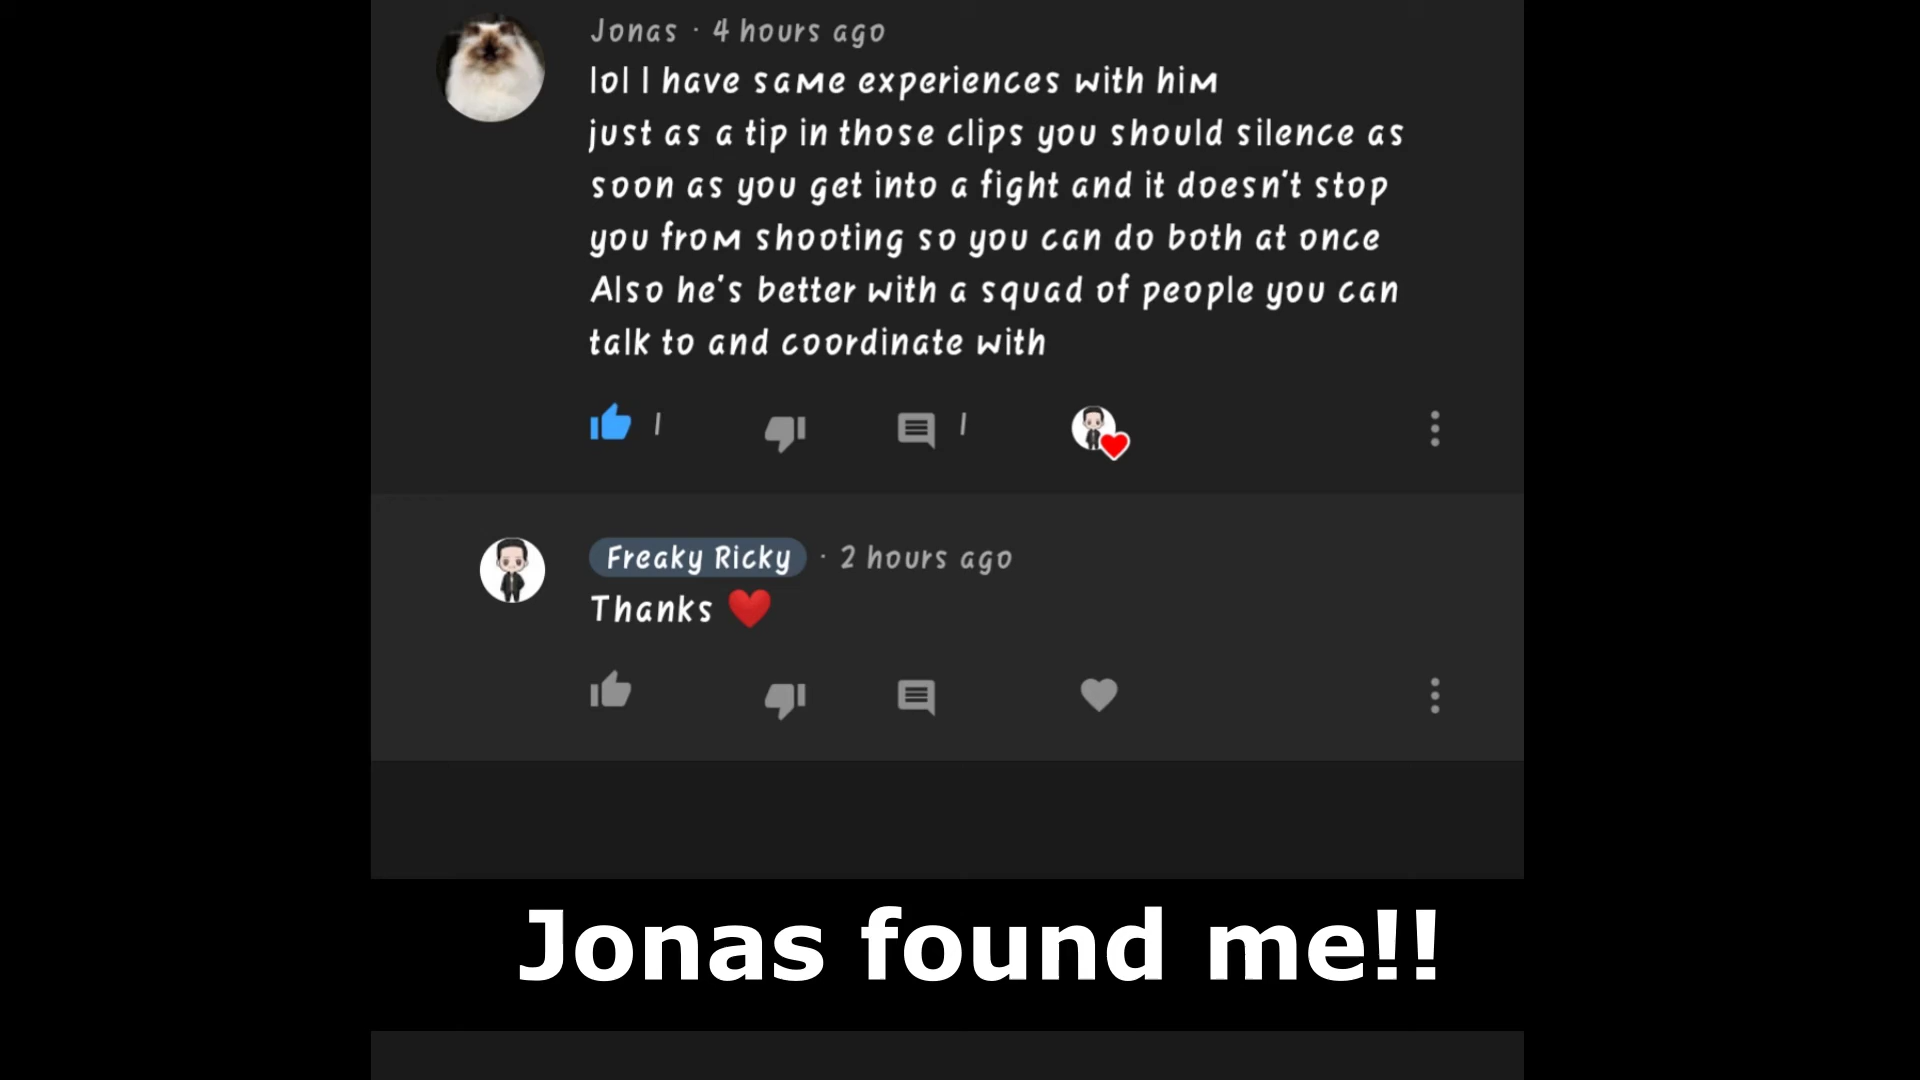 Jonas · 4 hours ago
lol I have same experiences with him
just as a tip in those clips you should silence as
soon as you get into a fight and it doesn't stop
you from shooting so you can do both at once
Also he's better with a squad of people you can
talk to and coordinate with
1 1
Freaky Ricky · 2 hours ago
Thanks ❤️
Jonas found me!!